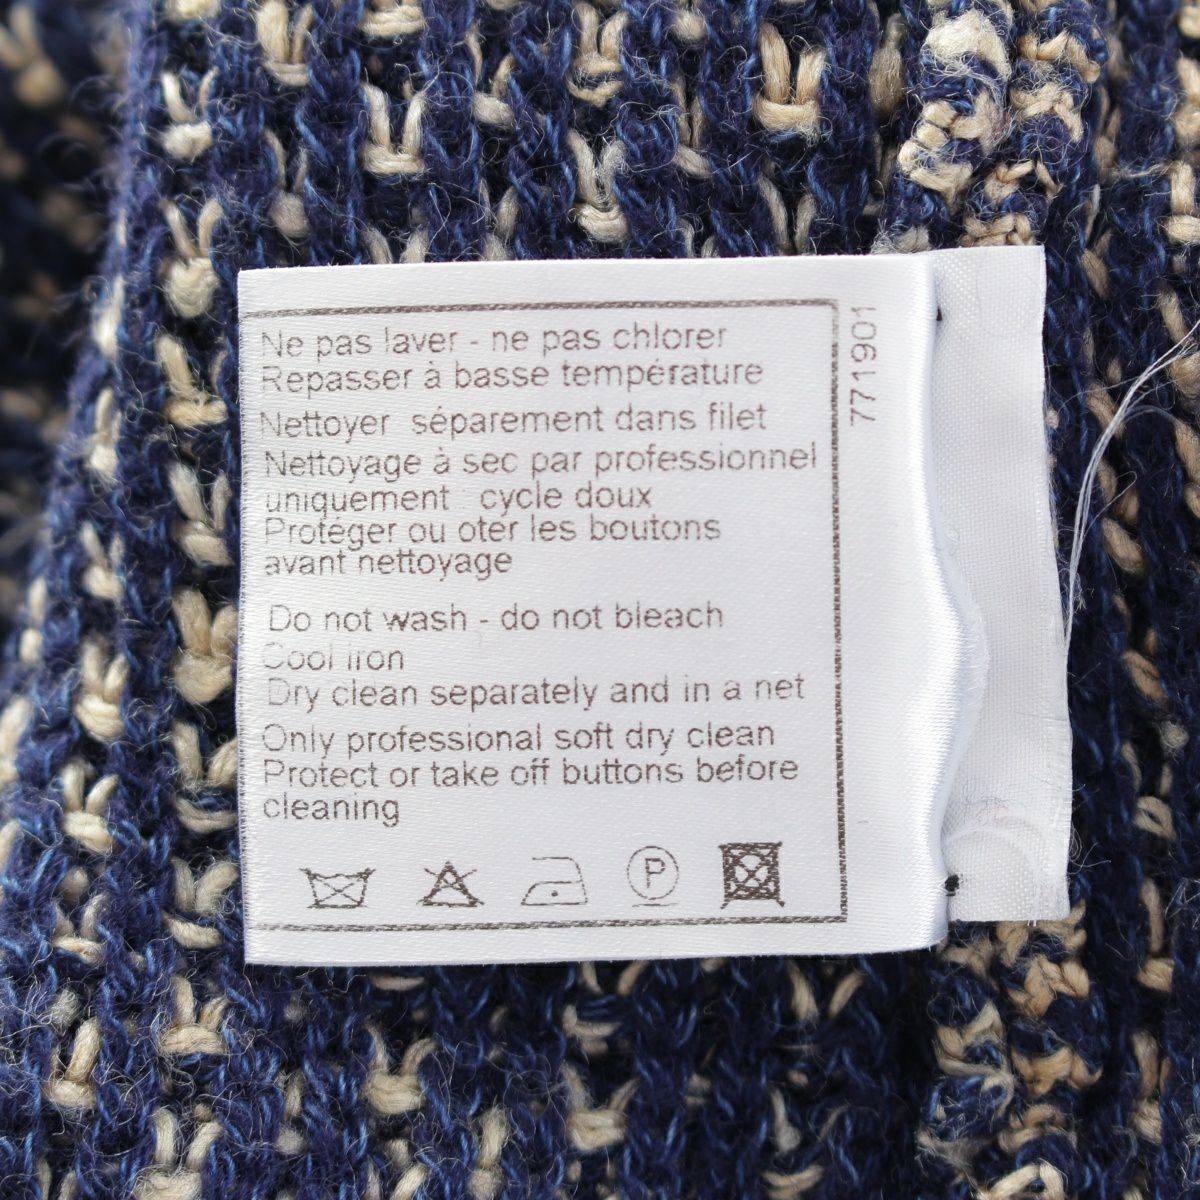 Ne pas laver - ne pas chlorer
Repasser à basse température
Nettoyer séparement dans filet
Nettoyage à sec par professionnel
uniquement cycle doux
Protéger ou oter les boutons
avant nettoyage
Do not wash - do not bleach
Cool iron
Dry clean separately and in a net
Only professional soft dry clean
Protect or take off buttons before
cleaning
P
771901